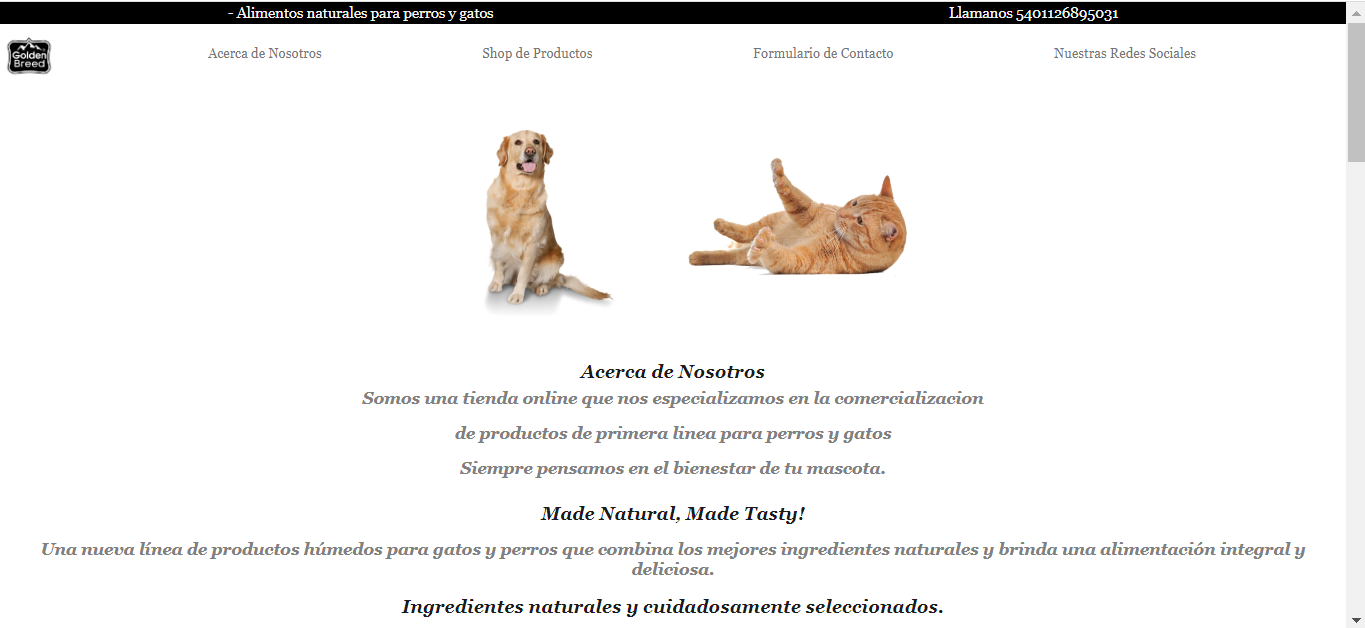 - Alimentos naturales para perros y gatos
Llamanos 5401126895031
Golden
Breed
Acerca de Nosotros
Shop de Productos
Formulario de Contacto
Nuestras Redes Sociales
Acerca de Nosotros
Somos una tienda online que nos especializamos en la comercializacion
de productos de primera linea para perros y gatos
Siempre pensamos en el bienestar de tu mascota.
Made Natural, Made Tasty!
Una nueva línea de productos húmedos para gatos y perros que combina los mejores ingredientes naturales y brinda una alimentación integral y
deliciosa.
Ingredientes naturales y cuidadosamente seleccionados.